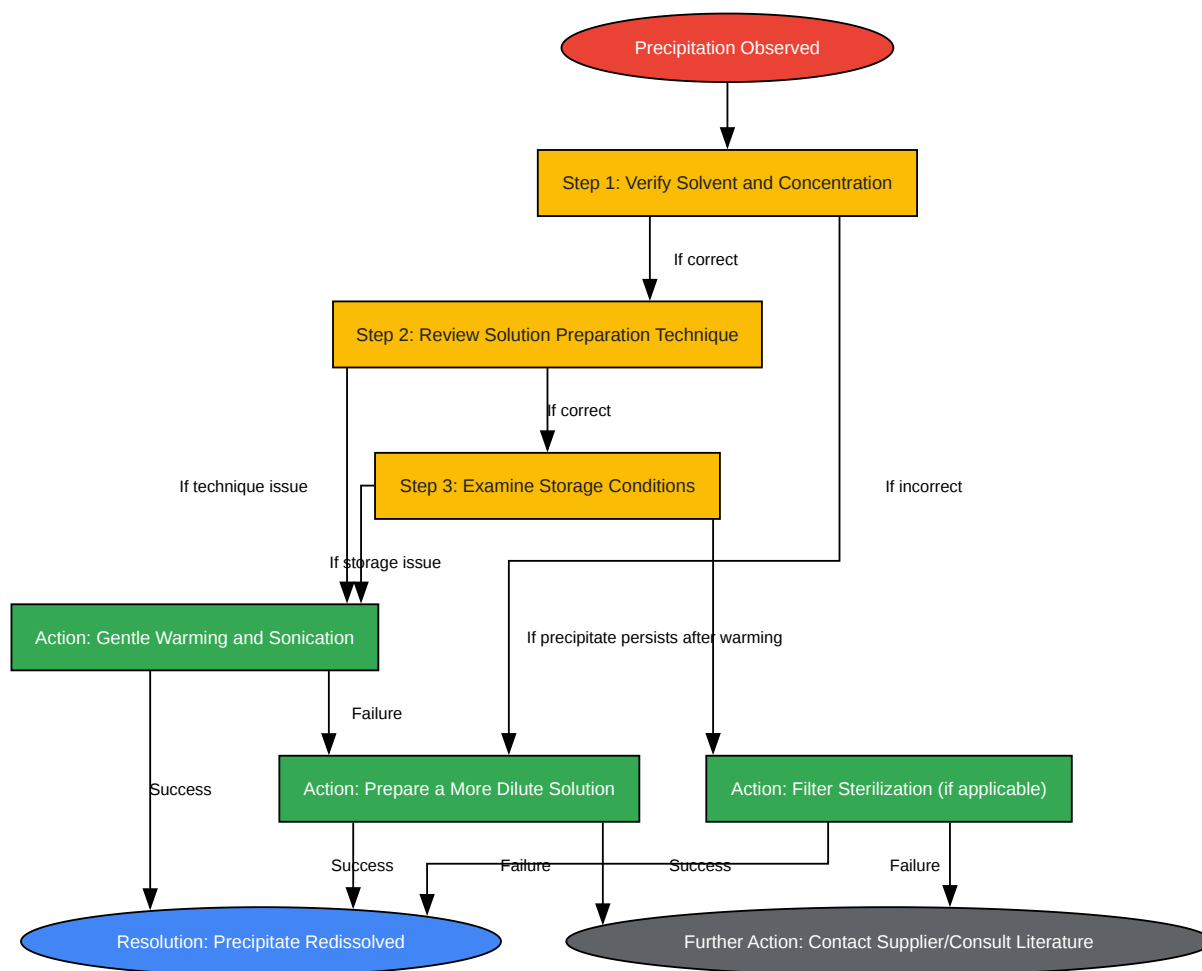 Precipitation Observed
Step 1: Verify Solvent and Concentration
If correct
Step 2: Review Solution Preparation Technique
If correct
If technique issue
Step 3: Examine Storage Conditions
If incorrect
If storage issue
Action: Gentle Warming and Sonication
If precipitate persists after warming
Failure
Success
Action: Prepare a More Dilute Solution
Action: Filter Sterilization (if applicable)
Success
Failure
Success
Failure
Resolution: Precipitate Redissolved
Further Action: Contact Supplier/Consult Literature